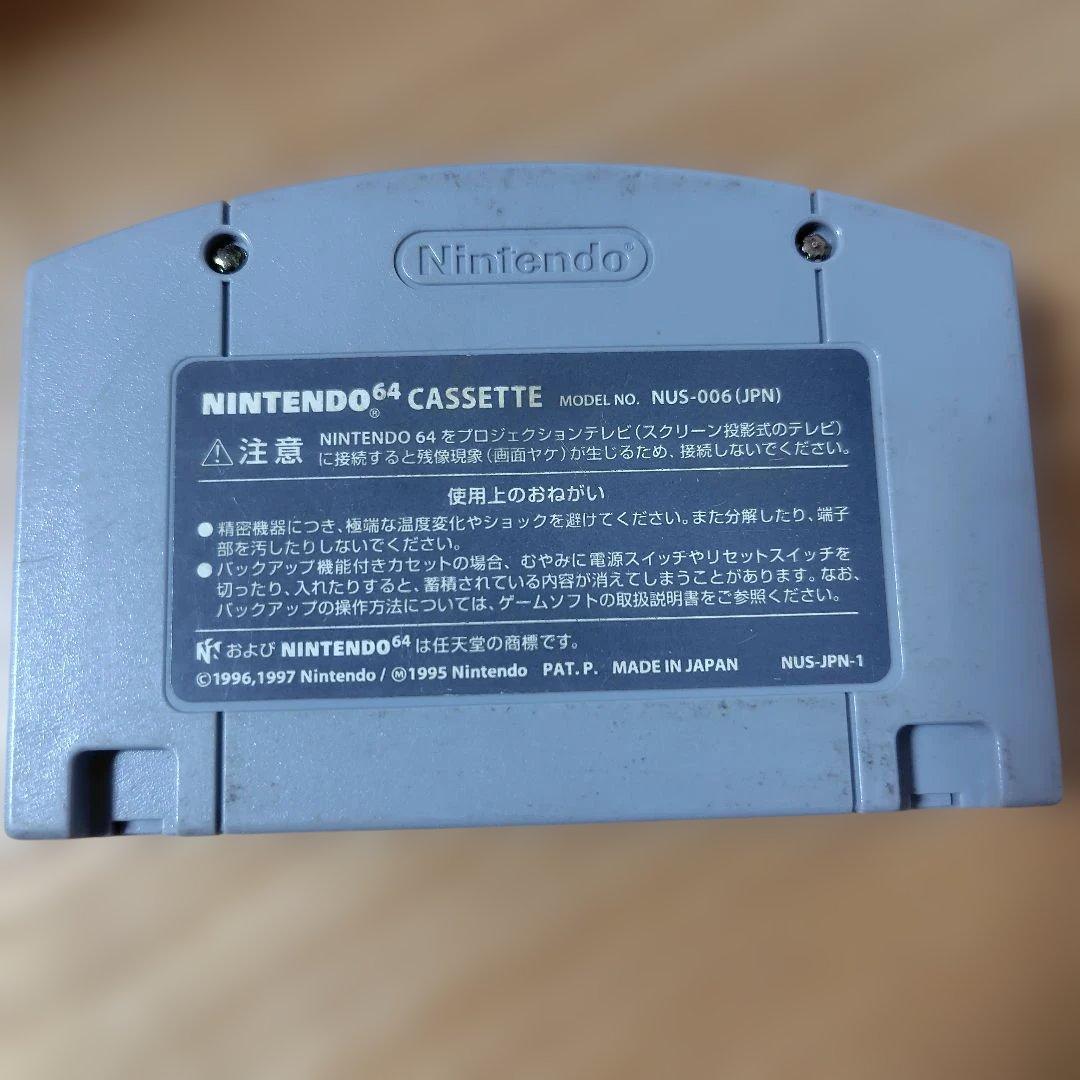 Nintendo®
NINTENDO64® CASSETTE MODEL NO. NUS-006(JPN)
⚠注意 NINTENDO 64をプロジェクションテレビ(スクリーン投影式のテレビ)
に接続すると残像現象(画面ヤケ)が生じるため、接続しないでください。
使用上のおねがい
●精密機器につき、極端な温度変化やショックを避けてください。また分解したり、端子
部を汚したりしないでください。
●バックアップ機能付きカセットの場合、むやみに電源スイッチやリセットスイッチを
切ったり、入れたりすると、蓄積されている内容が消えてしまうことがあります。なお、
バックアップの操作方法については、ゲームソフトの取扱説明書をご参照ください。
および NINTENDO64は任天堂の商標です。
©1996,1997 Nintendo/Ⓜ1995 Nintendo PAT. P. MADE IN JAPAN NUS-JPN-1